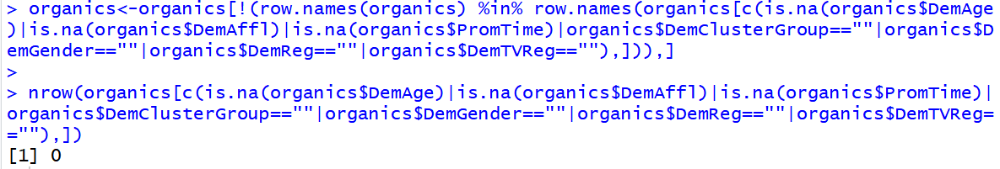 > organics<-organics[!(row.names(organics) %in% row.names(organics[c(is.na(organics$DemAge
)|is.na(organics$DemAffl)|is.na(organics$PromTime)|organics$DemClusterGroup==""|organics$D
emGender==""|organics$DemReg==""|organics$DemTVReg==""),])),]
>
> nrow(organics[c(is.na(organics$DemAge)|is.na(organics$DemAffl)|is.na(organics$PromTime)|
organics$DemClusterGroup==""|organics$DemGender==""|organics$DemReg==""|organics$DemTVReg=
=""),])
[1] 0